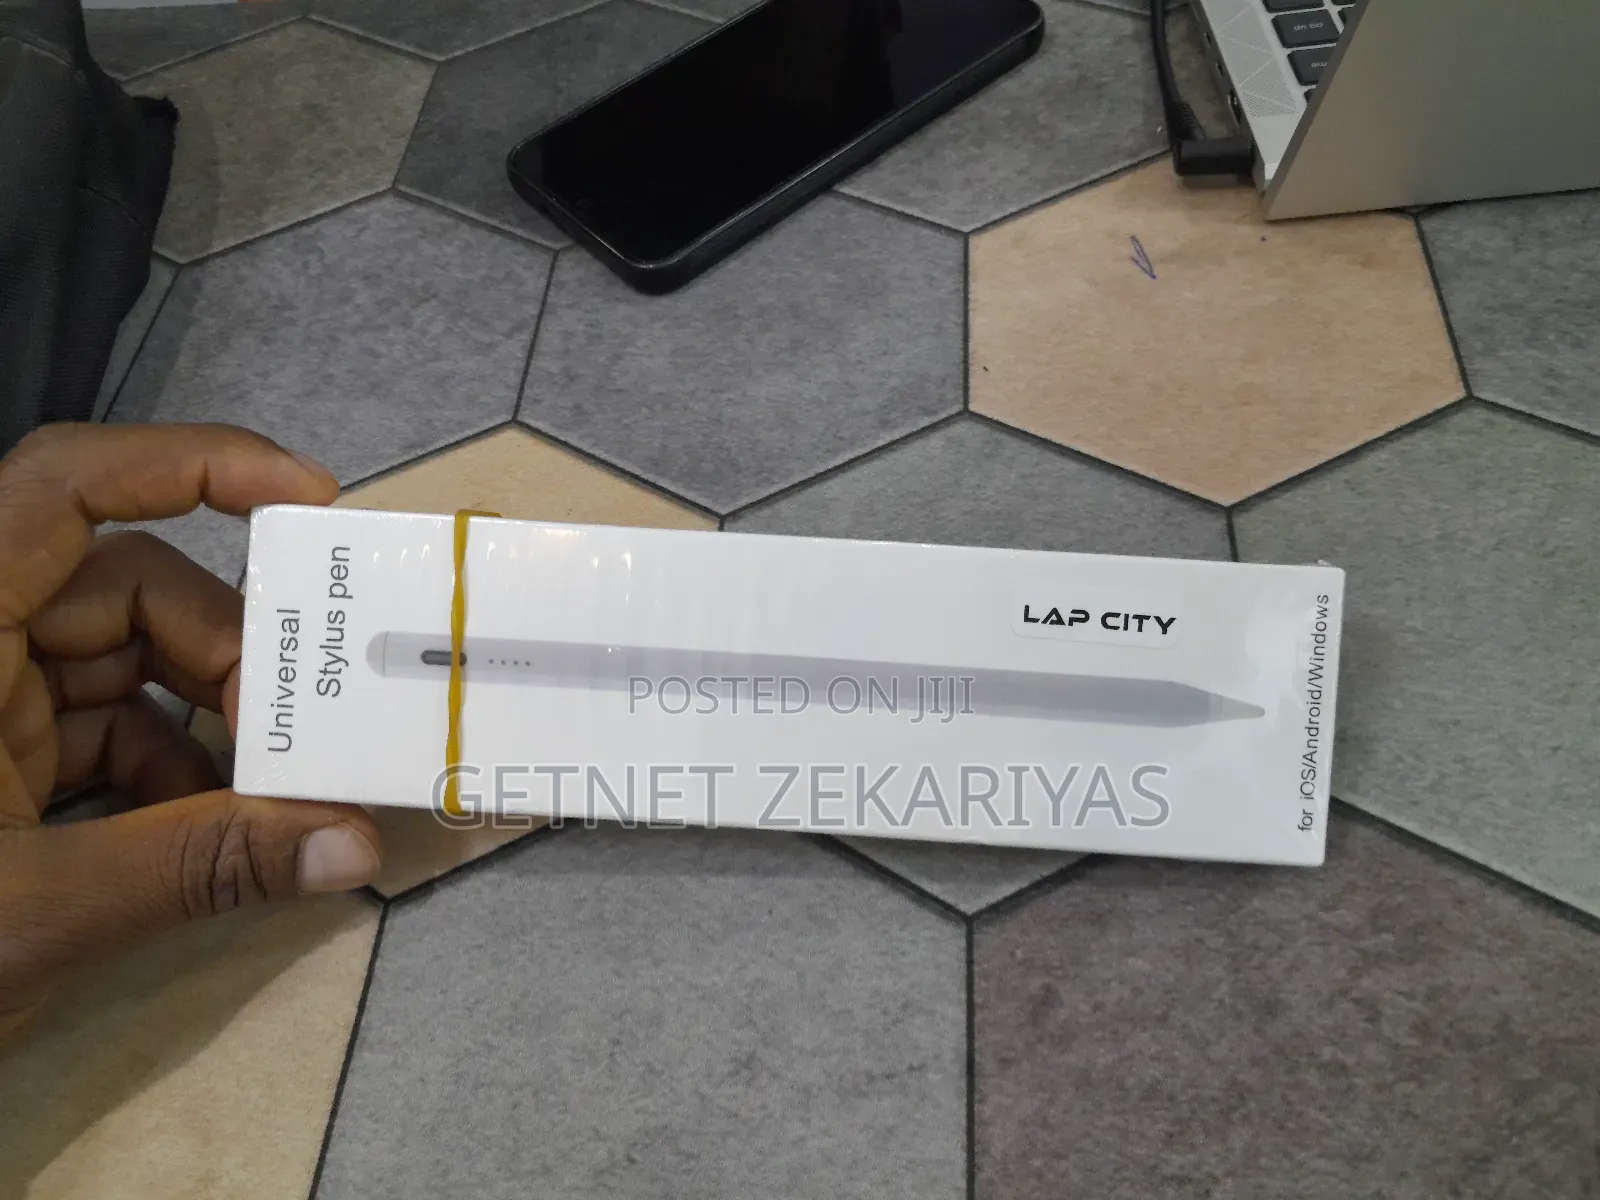 Universal
Stylus pen
LAP CITY
for iOS/Android/Windows
POSTED ON JIJI
GETNET ZEKARIYAS